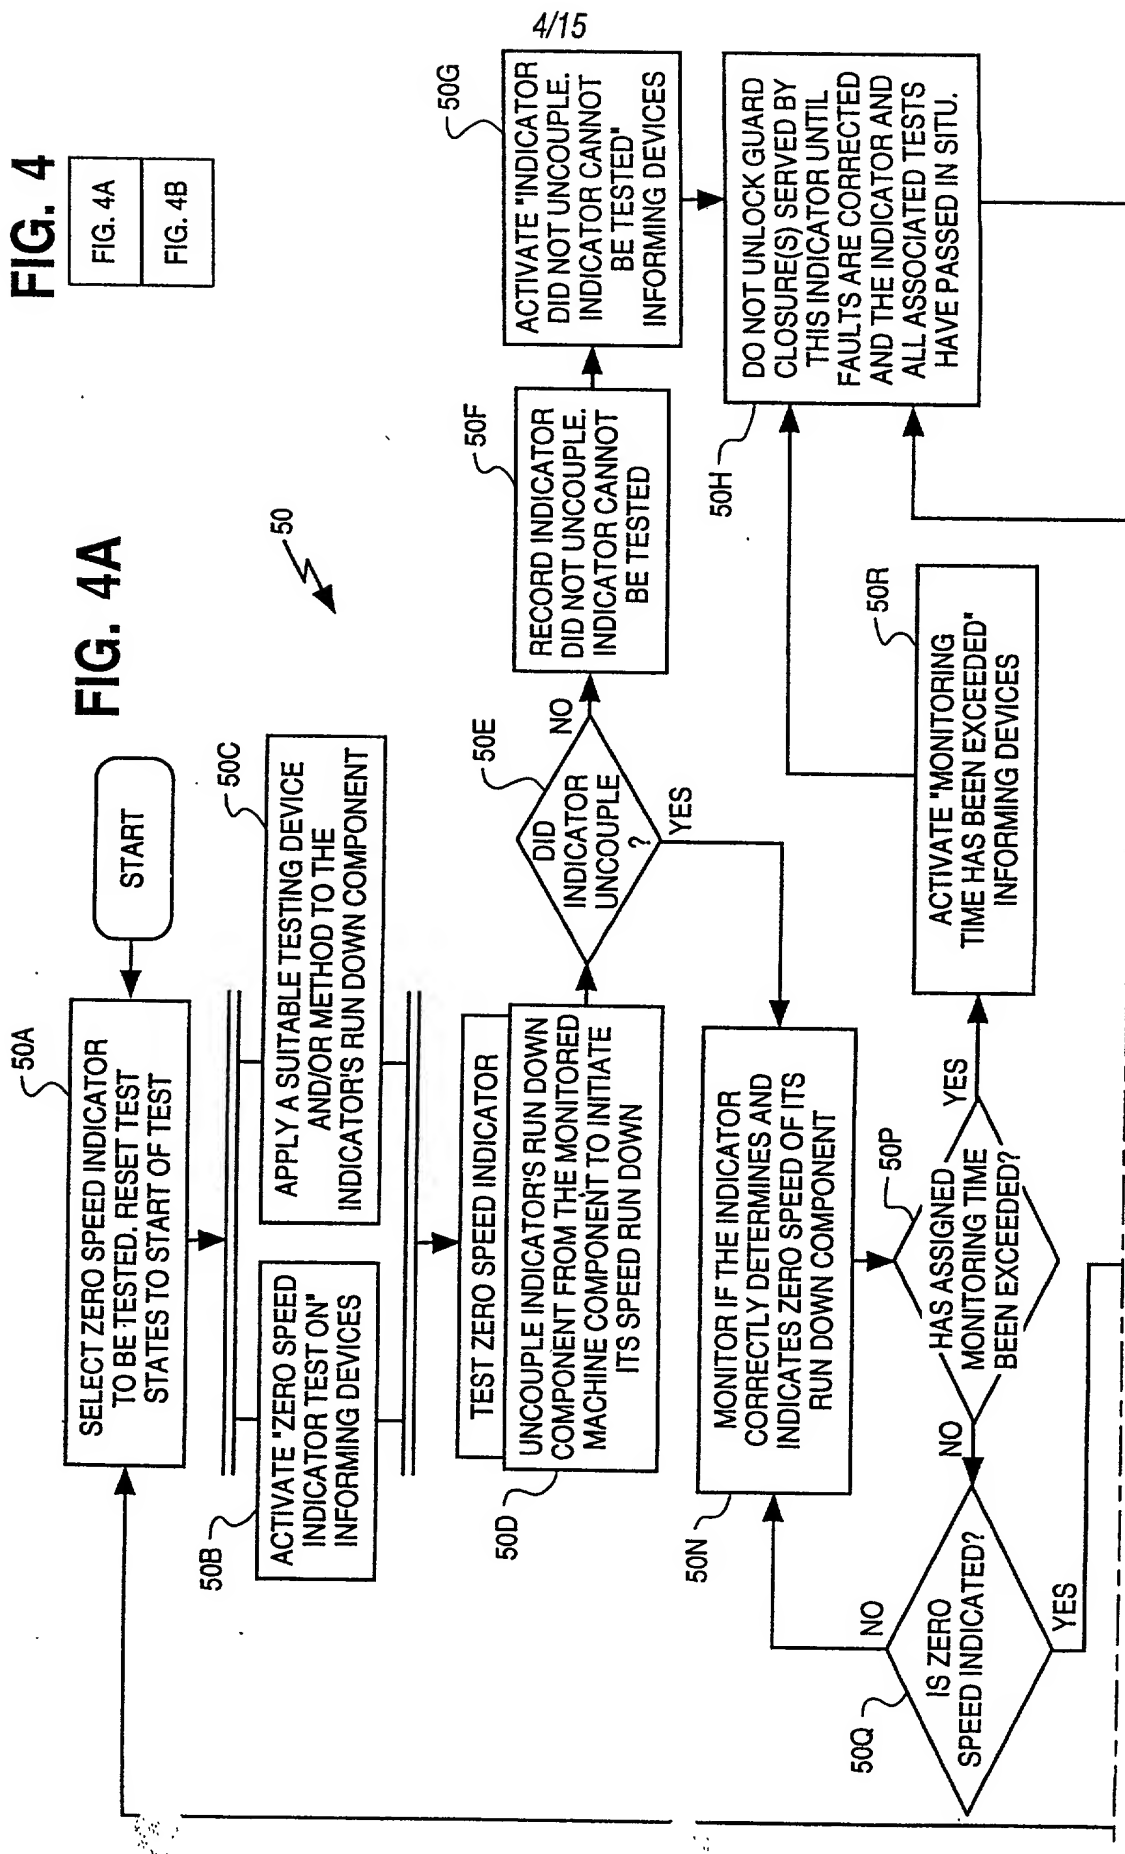 4/15
FIG. 4
FIG. 4A
FIG. 4B
FIG. 4A
50
START
50A
SELECT ZERO SPEED INDICATOR
TO BE TESTED. RESET TEST
STATES TO START OF TEST
50B
ACTIVATE "ZERO SPEED
INDICATOR TEST ON"
INFORMING DEVICES
50C
APPLY A SUITABLE TESTING DEVICE
AND/OR METHOD TO THE
INDICATOR'S RUN DOWN COMPONENT
TEST ZERO SPEED INDICATOR
50D
UNCOUPLE INDICATOR'S RUN DOWN
COMPONENT FROM THE MONITORED
MACHINE COMPONENT TO INITIATE
ITS SPEED RUN DOWN
50E
DID
INDICATOR
UNCOUPLE
?
NO
YES
50F
RECORD INDICATOR
DID NOT UNCOUPLE.
INDICATOR CANNOT
BE TESTED
50G
ACTIVATE "INDICATOR
DID NOT UNCOUPLE.
INDICATOR CANNOT
BE TESTED"
INFORMING DEVICES
50H
DO NOT UNLOCK GUARD
CLOSURE(S) SERVED BY
THIS INDICATOR UNTIL
FAULTS ARE CORRECTED
AND THE INDICATOR AND
ALL ASSOCIATED TESTS
HAVE PASSED IN SITU.
50N
MONITOR IF THE INDICATOR
CORRECTLY DETERMINES AND
INDICATES ZERO SPEED OF ITS
RUN DOWN COMPONENT
50P
HAS ASSIGNED
MONITORING TIME
BEEN EXCEEDED?
YES
NO
50R
ACTIVATE "MONITORING
TIME HAS BEEN EXCEEDED"
INFORMING DEVICES
50Q
IS ZERO
SPEED INDICATED?
NO
YES